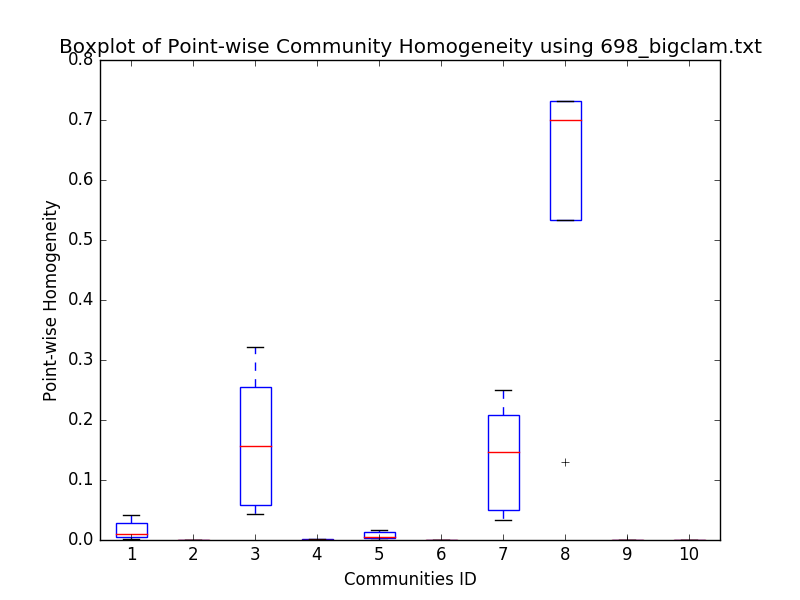 Boxplot of Point-wise Community Homogeneity using 698_bigclam.txt
0.8
0.7
0.6
0.5
0.4
0.3
0.2
0.1
0.0
Point-wise Homogeneity
1 2 3 4 5 6 7 8 9 10
Communities ID